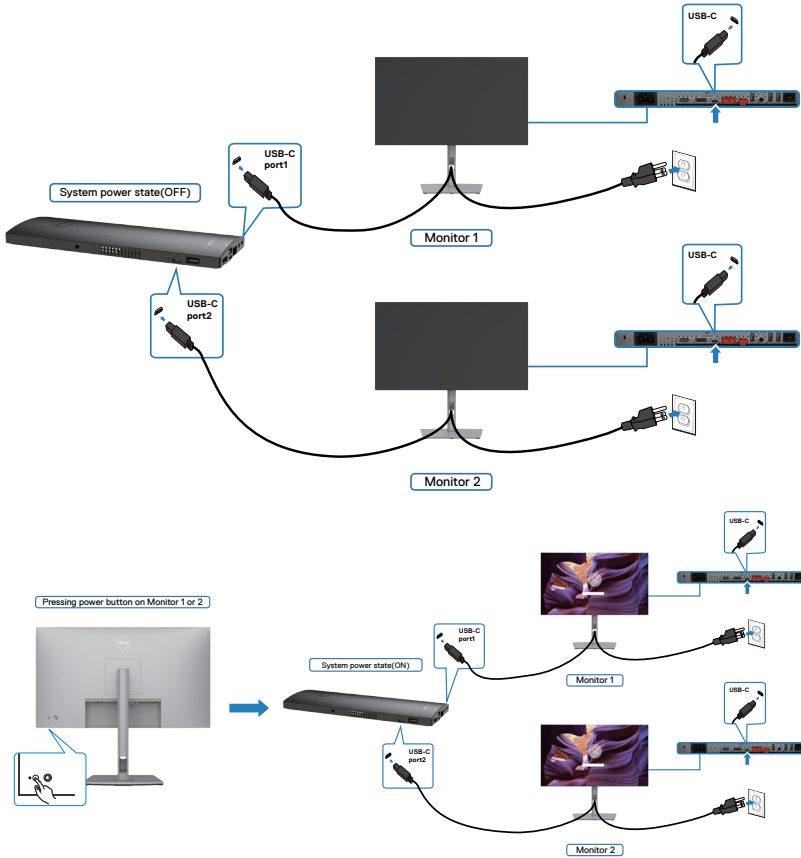 USB-C
USB-C
port1
System power state(OFF)
Monitor 1
USB-C
USB-C
port2
Monitor 2
USB-C
Pressing power button on Monitor 1 or 2
DELL
USB-C
port1
System power state(ON)
Monitor 1
USB-C
USB-C
port2
Monitor 2